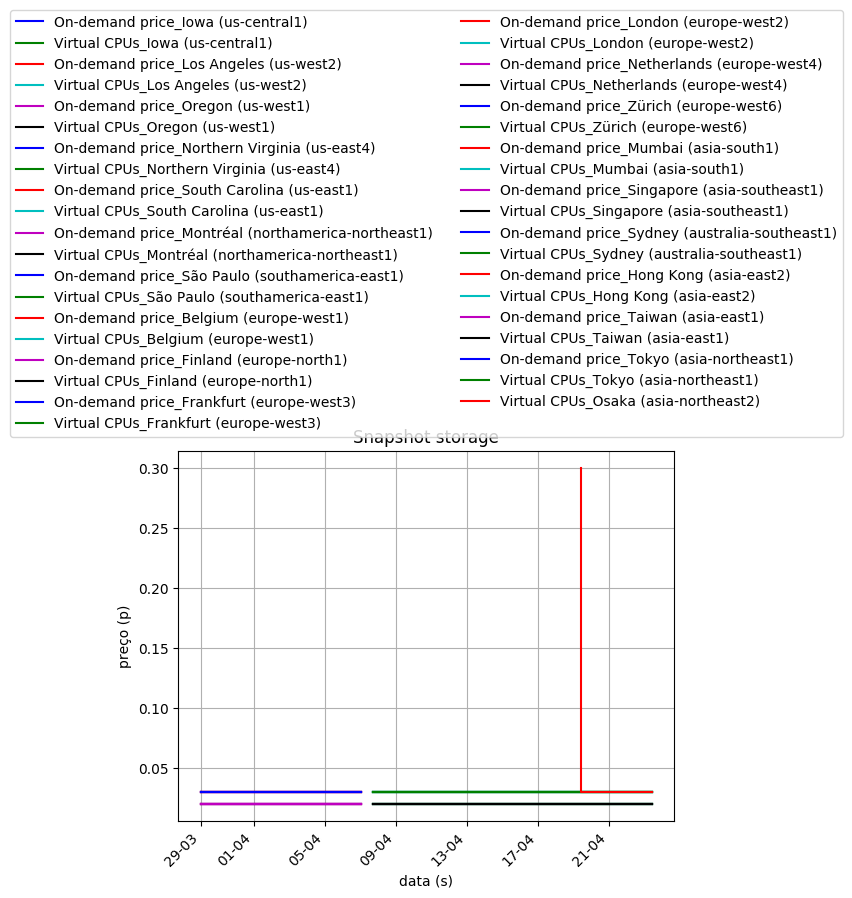 On-demand price_Iowa (us-central1)
Virtual CPUs_Iowa (us-central1)
On-demand price_Los Angeles (us-west2)
Virtual CPUs_Los Angeles (us-west2)
On-demand price_Oregon (us-west1)
Virtual CPUs_Oregon (us-west1)
On-demand price_Northern Virginia (us-east4)
Virtual CPUs_Northern Virginia (us-east4)
On-demand price_South Carolina (us-east1)
Virtual CPUs_South Carolina (us-east1)
On-demand price_Montréal (northamerica-northeast1)
Virtual CPUs_Montréal (northamerica-northeast1)
On-demand price_São Paulo (southamerica-east1)
Virtual CPUs_São Paulo (southamerica-east1)
On-demand price_Belgium (europe-west1)
Virtual CPUs_Belgium (europe-west1)
On-demand price_Finland (europe-north1)
Virtual CPUs_Finland (europe-north1)
On-demand price_Frankfurt (europe-west3)
Virtual CPUs_Frankfurt (europe-west3)
On-demand price_London (europe-west2)
Virtual CPUs_London (europe-west2)
On-demand price_Netherlands (europe-west4)
Virtual CPUs_Netherlands (europe-west4)
On-demand price_Zürich (europe-west6)
Virtual CPUs_Zürich (europe-west6)
On-demand price_Mumbai (asia-south1)
Virtual CPUs_Mumbai (asia-south1)
On-demand price_Singapore (asia-southeast1)
Virtual CPUs_Singapore (asia-southeast1)
On-demand price_Sydney (australia-southeast1)
Virtual CPUs_Sydney (australia-southeast1)
On-demand price_Hong Kong (asia-east2)
Virtual CPUs_Hong Kong (asia-east2)
On-demand price_Taiwan (asia-east1)
Virtual CPUs_Taiwan (asia-east1)
On-demand price_Tokyo (asia-northeast1)
Virtual CPUs_Tokyo (asia-northeast1)
Virtual CPUs_Osaka (asia-northeast2)
Snapshot storage
0.30
0.25
0.20
0.15
0.10
0.05
preço (p)
29-03
01-04
05-04
09-04
13-04
17-04
21-04
data (s)